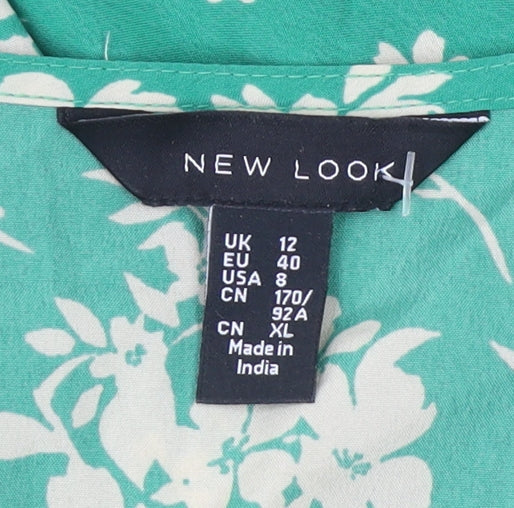 NEW LOOK
UK 12
EU 40
USA 8
CN 170/
92A
CN XL
Made in
India